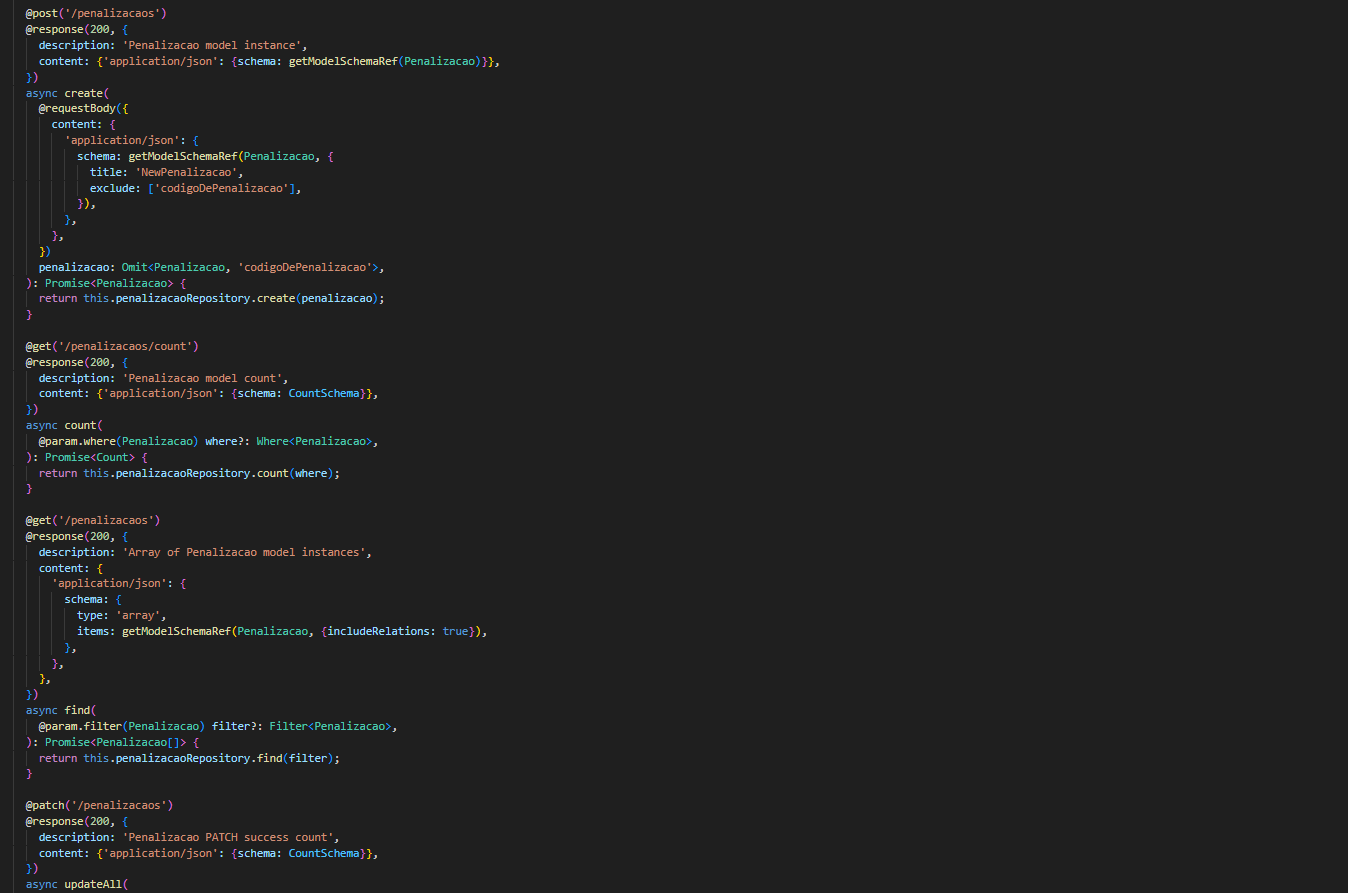 @post('/penalizacaos')
@response(200, {
description: 'Penalizacao model instance',
content: {'application/json': {schema: getModelSchemaRef(Penalizacao)}},
})
async create(
@requestBody({
content: {
'application/json': {
schema: getModelSchemaRef(Penalizacao, {
title: 'NewPenalizacao',
exclude: ['codigoDePenalizacao'],
}),
},
},
})
penalizacao: Omit<Penalizacao, 'codigoDePenalizacao'>,
): Promise<Penalizacao> {
return this.penalizacaoRepository.create(penalizacao);
}
@get('/penalizacaos/count')
@response(200, {
description: 'Penalizacao model count',
content: {'application/json': {schema: CountSchema}},
})
async count(
@param.where(Penalizacao) where?: Where<Penalizacao>,
): Promise<Count> {
return this.penalizacaoRepository.count(where);
}
@get('/penalizacaos')
@response(200, {
description: 'Array of Penalizacao model instances',
content: {
'application/json': {
schema: {
type: 'array',
items: getModelSchemaRef(Penalizacao, {includeRelations: true}),
},
},
},
})
async find(
@param.filter(Penalizacao) filter?: Filter<Penalizacao>,
): Promise<Penalizacao[]> {
return this.penalizacaoRepository.find(filter);
}
@patch('/penalizacaos')
@response(200, {
description: 'Penalizacao PATCH success count',
content: {'application/json': {schema: CountSchema}},
})
async updateAll(